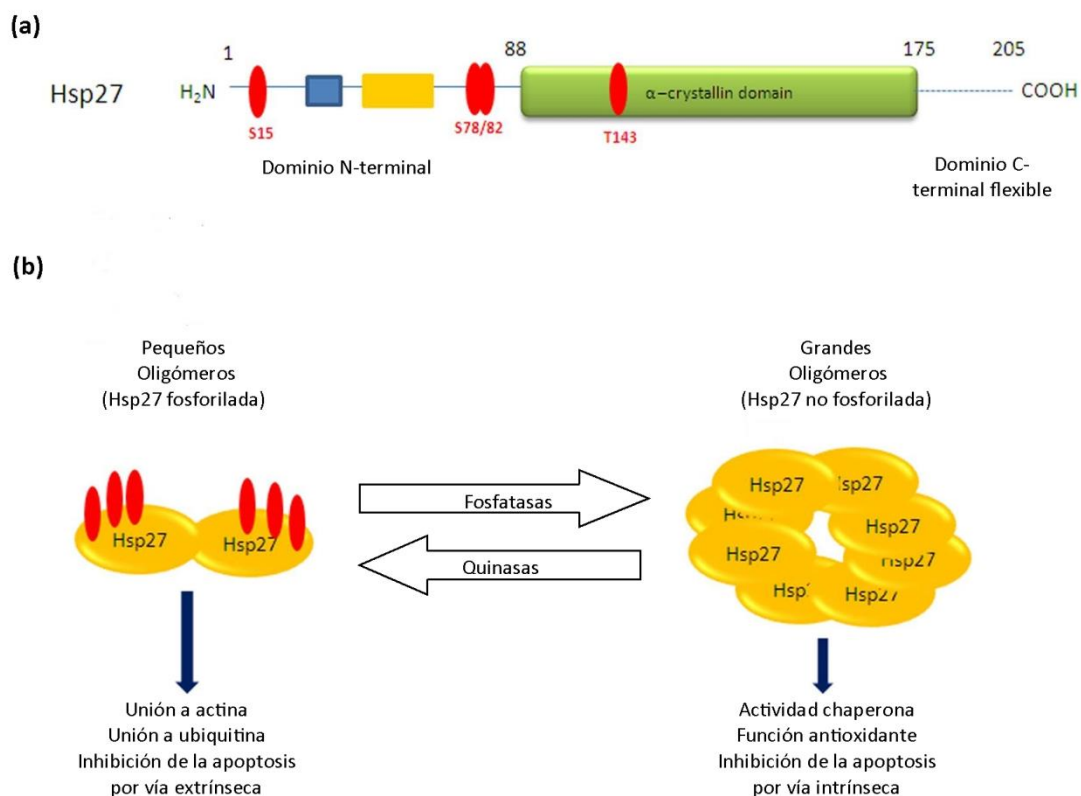 (a)
1
88
175
205
Hsp27
H₂N
α–crystallin domain
COOH
S15
S78/82
T143
Dominio N-terminal
Dominio C-
terminal flexible
(b)
Pequeños
Oligómeros
(Hsp27 fosforilada)
Grandes
Oligómeros
(Hsp27 no fosforilada)
Fosfatasas
Quinasas
Hsp27
Hsp27
Hsp27
Hsp27
Hsp27
Hsp27
Hsp27
Hsp27
Unión a actina
Unión a ubiquitina
Inhibición de la apoptosis
por vía extrínseca
Actividad chaperona
Función antioxidante
Inhibición de la apoptosis
por vía intrínseca